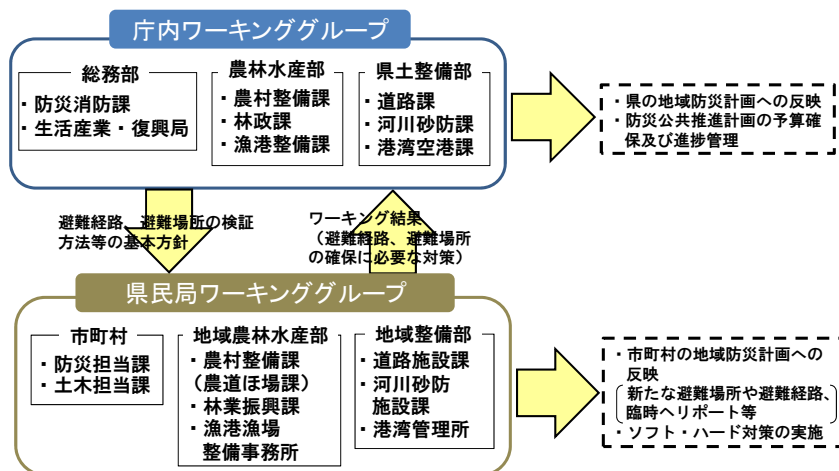 庁内ワーキンググループ
総務部
・防災消防課
・生活産業・復興局
農林水産部
・農村整備課
・林政課
・漁港整備課
県土整備部
・道路課
・河川砂防課
・港湾空港課
・県の地域防災計画への反映
・防災公共推進計画の予算確
保及び進捗管理
避難経路、避難場所の検証
方法等の基本方針
ワーキング結果
（避難経路、避難場所
の確保に必要な対策）
県民局ワーキンググループ
市町村
・防災担当課
・土木担当課
地域農林水産部
・農村整備課
（農道ほ場課）
・林業振興課
・漁港漁場
整備事務所
地域整備部
・道路施設課
・河川砂防
施設課
・港湾管理所
・市町村の地域防災計画への
反映
新たな避難場所や避難経路、
臨時ヘリポート等
・ソフト・ハード対策の実施